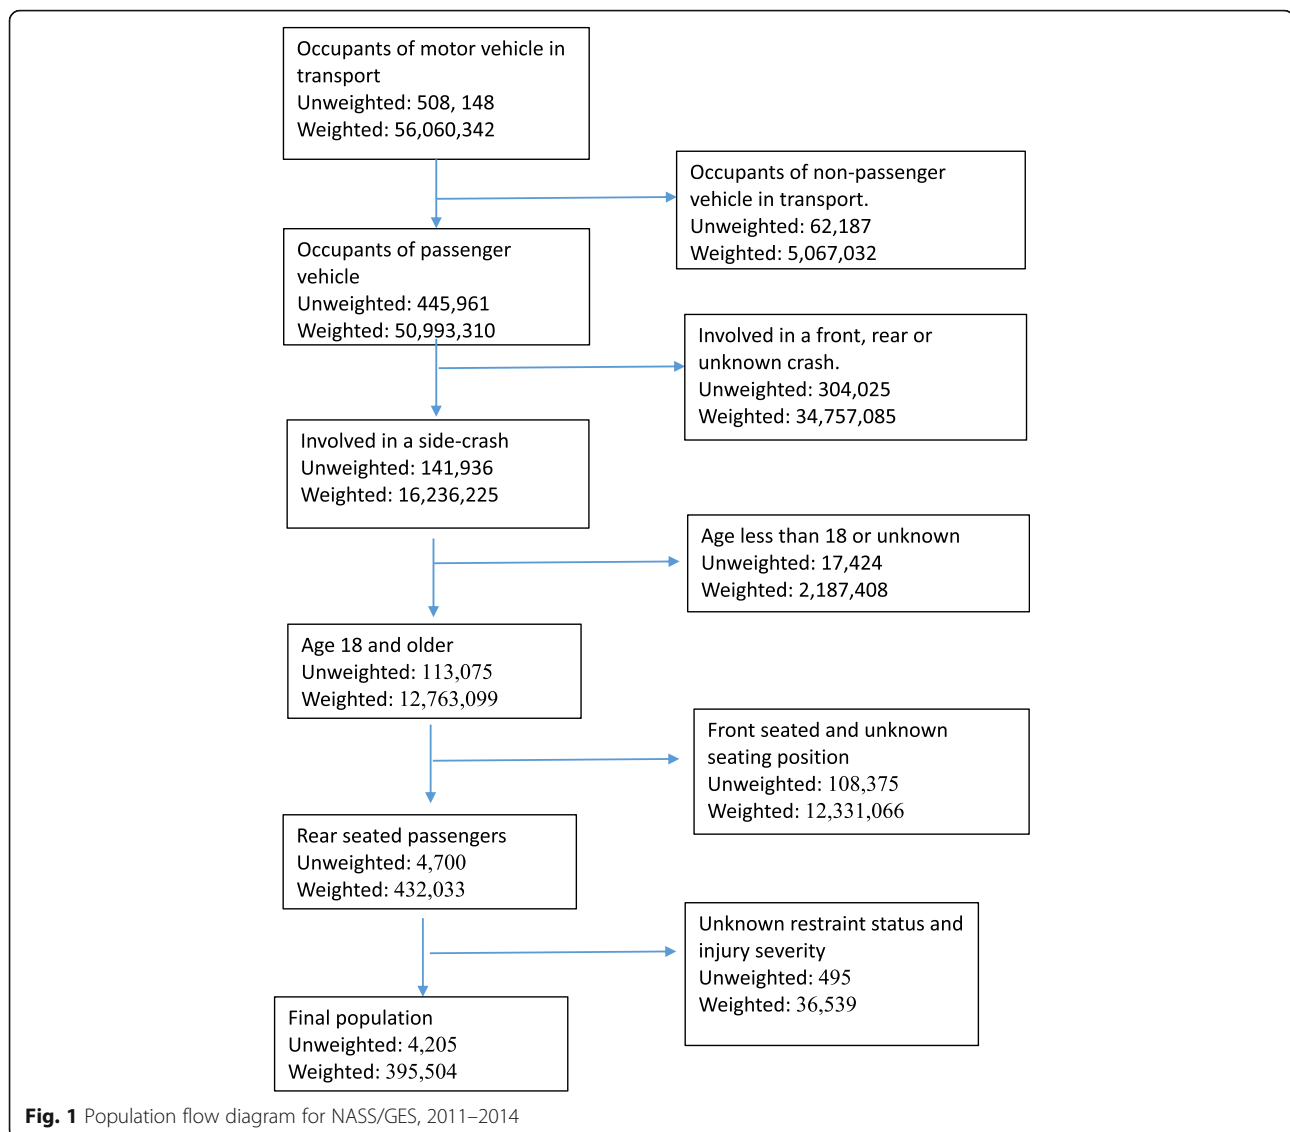 Occupants of motor vehicle in
transport
Unweighted: 508, 148
Weighted: 56,060,342
Occupants of non-passenger
vehicle in transport.
Unweighted: 62,187
Weighted: 5,067,032
Occupants of passenger
vehicle
Unweighted: 445,961
Weighted: 50,993,310
Involved in a front, rear or
unknown crash.
Unweighted: 304,025
Weighted: 34,757,085
Involved in a side-crash
Unweighted: 141,936
Weighted: 16,236,225
Age less than 18 or unknown
Unweighted: 17,424
Weighted: 2,187,408
Age 18 and older
Unweighted: 113,075
Weighted: 12,763,099
Front seated and unknown
seating position
Unweighted: 108,375
Weighted: 12,331,066
Rear seated passengers
Unweighted: 4,700
Weighted: 432,033
Unknown restraint status and
injury severity
Unweighted: 495
Weighted: 36,539
Final population
Unweighted: 4,205
Weighted: 395,504
Fig. 1 Population flow diagram for NASS/GES, 2011–2014